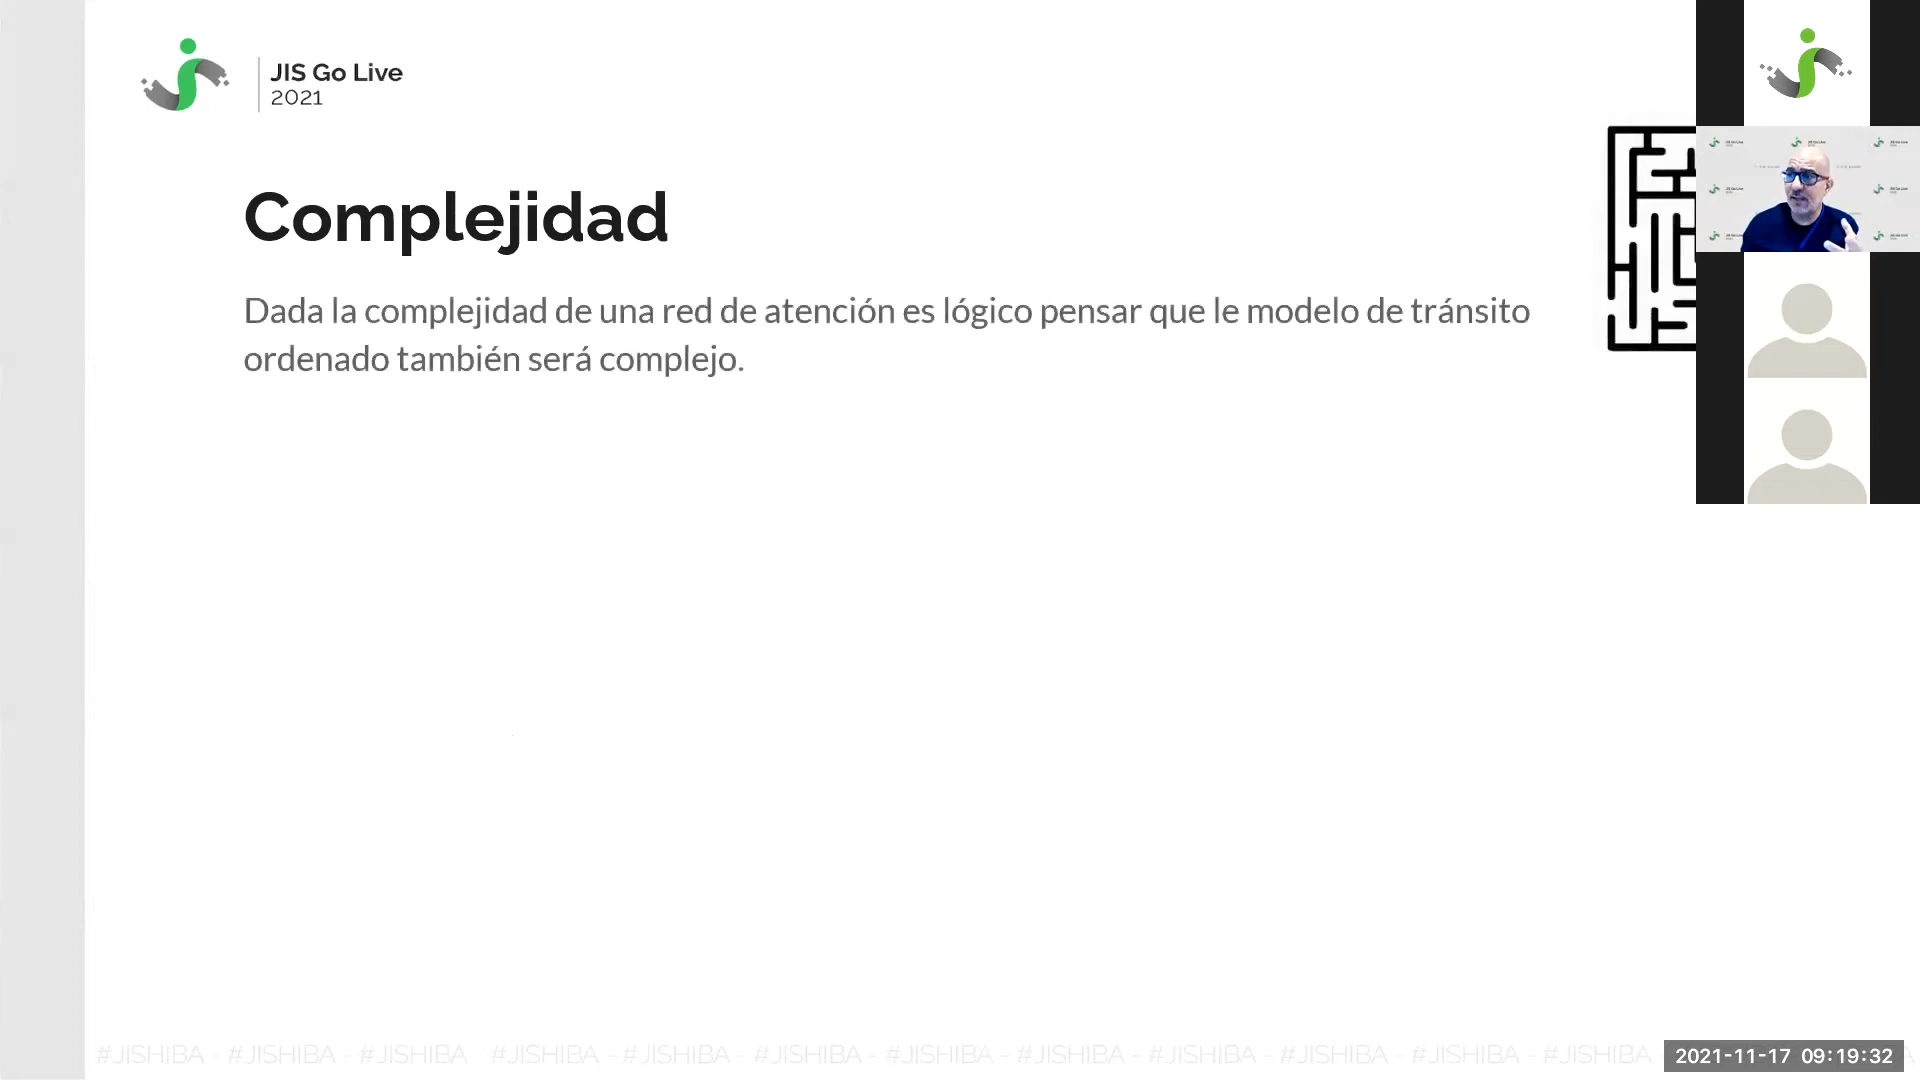 JIS Go Live
2021
Complejidad
Dada la complejidad de una red de atención es lógico pensar que le modelo de tránsito
ordenado también será complejo.
#JISHIBA - #JISHIBA - #JISHIBA - #JISHIBA - #JISHIBA - #JISHIBA - #JISHIBA - #JISHIBA - #JISHIBA - #JISHIBA - #JISHIBA - #JISHIBA
2021-11-17 09:19:32